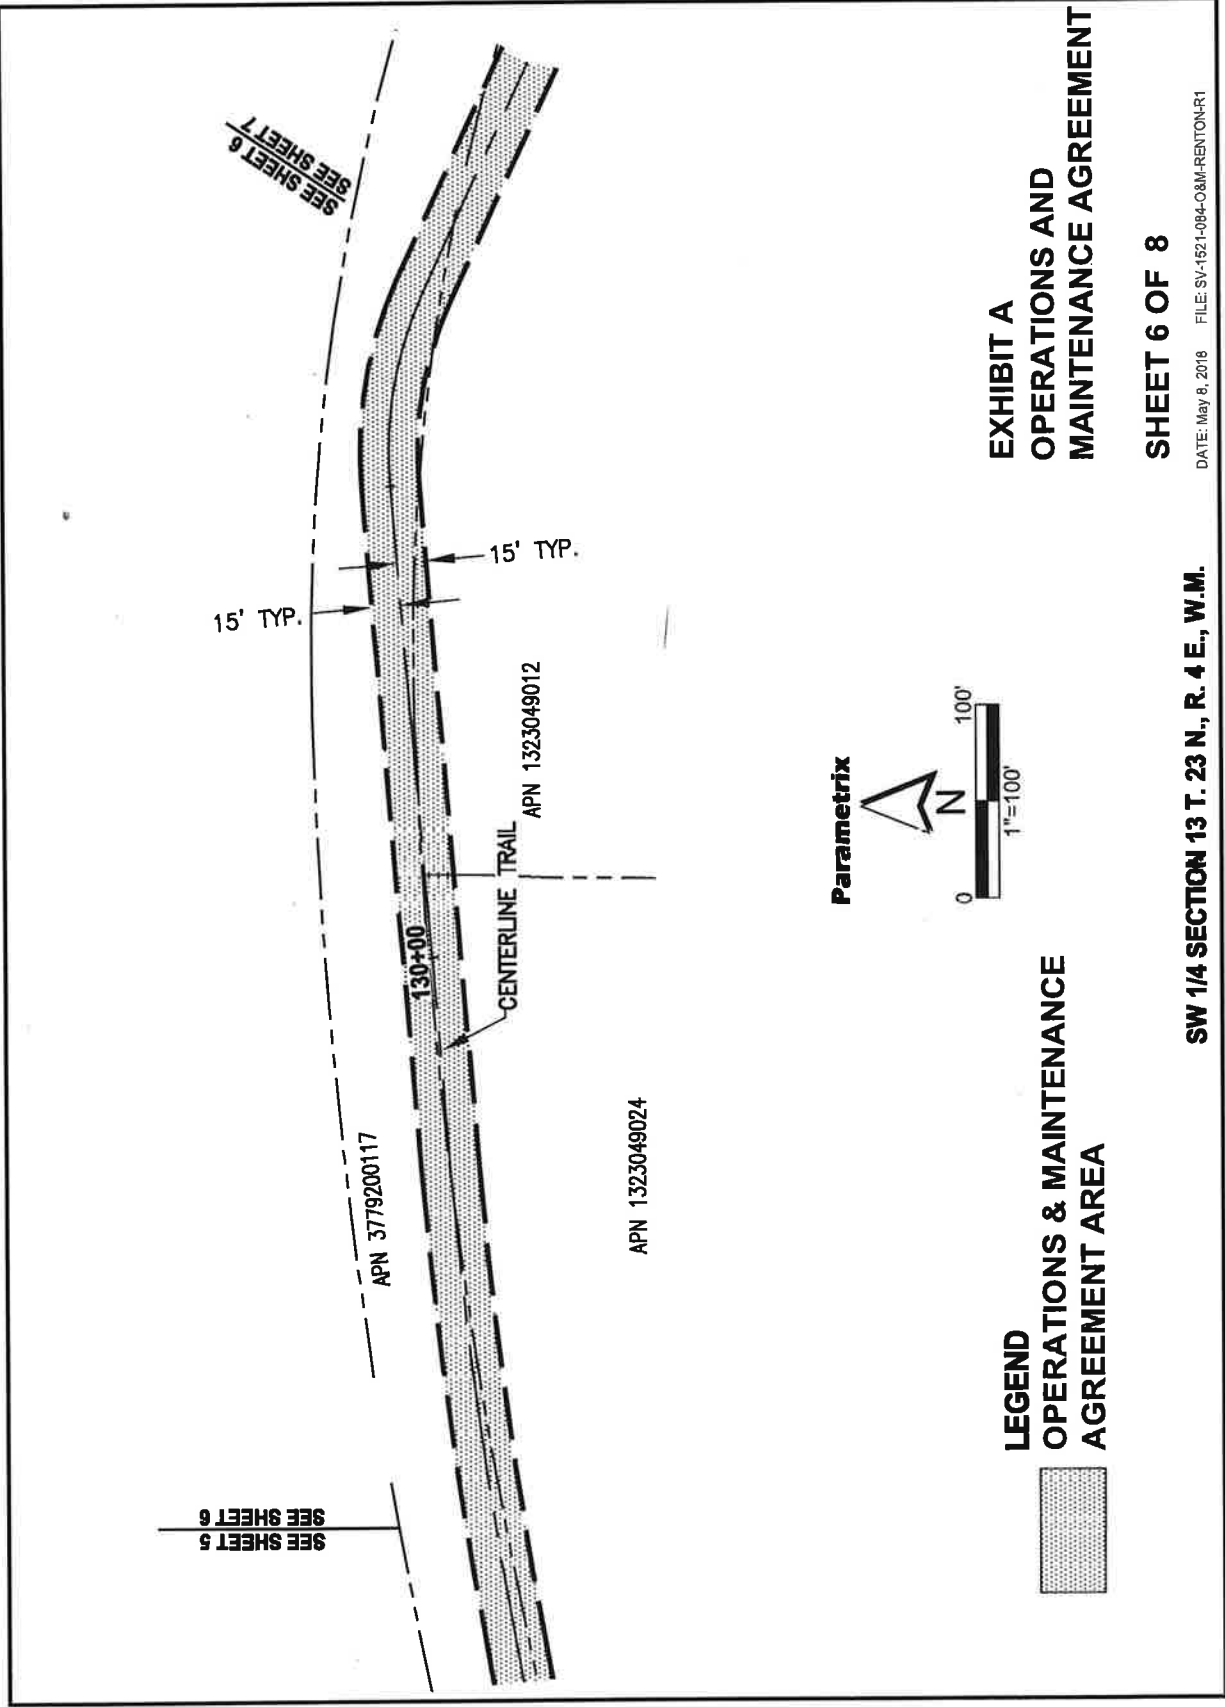 SEE SHEET 5
SEE SHEET 6
SEE SHEET 6
SEE SHEET 7
15' TYP.
15' TYP.
APN 3779200117
130+00
CENTERLINE TRAIL
APN 1323049012
APN 1323049024
Parametrix
N
0
100'
1"=100'
LEGEND
OPERATIONS & MAINTENANCE
AGREEMENT AREA
EXHIBIT A
OPERATIONS AND
MAINTENANCE AGREEMENT
SHEET 6 OF 8
SW 1/4 SECTION 13 T. 23 N., R. 4 E., W.M.
DATE: May 8, 2018 FILE: SV-1521-084-O&M-RENTON-R1